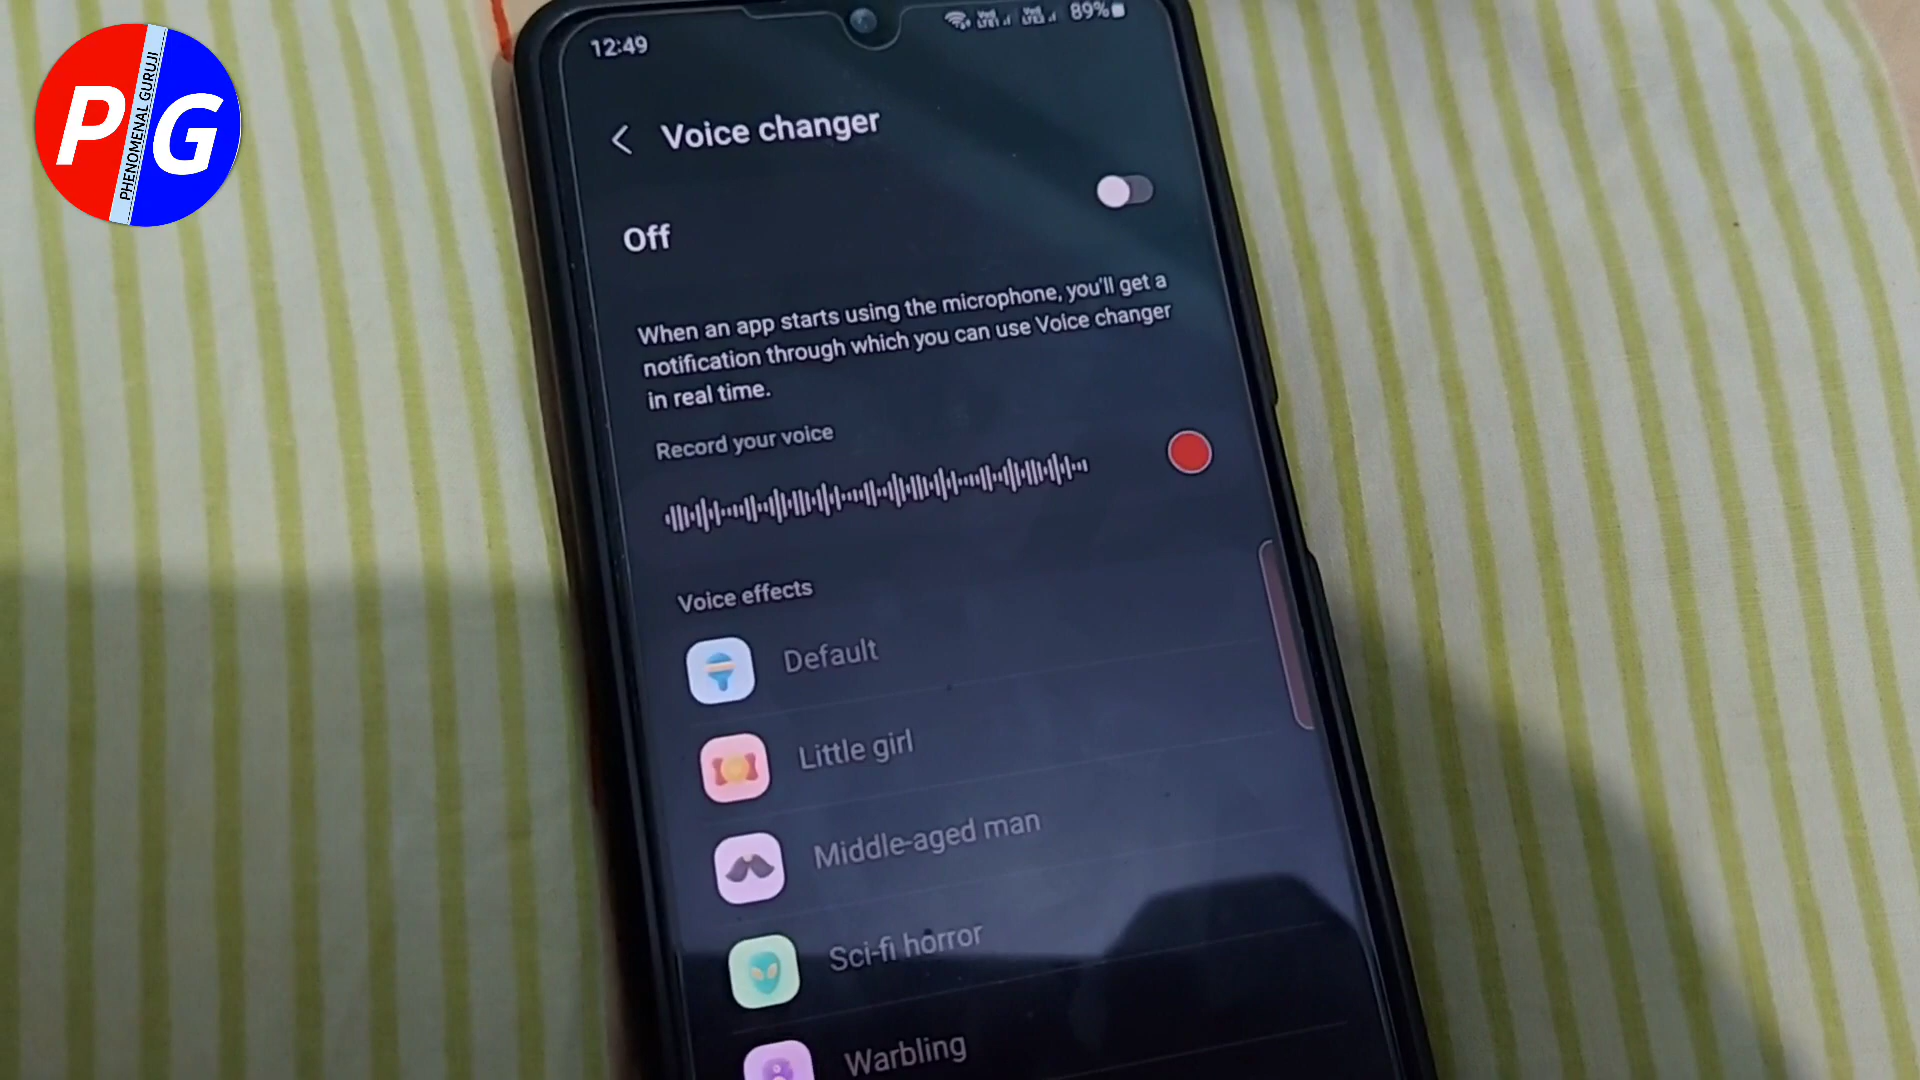 PG
PHENOMENAL GURUJI
12:49
89%
Voice changer
Off
When an app starts using the microphone, you'll get a
notification through which you can use Voice changer
in real time.
Record your voice
Voice effects
Default
Little girl
Middle-aged man
Sci-fi horror
Warbling